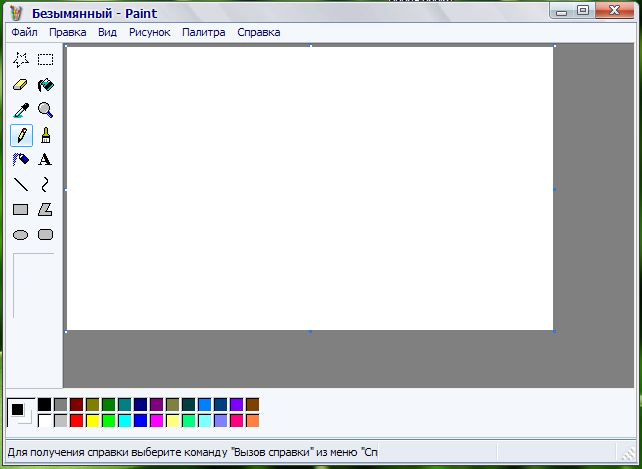 Безымянный - Paint
Файл Правка Вид Рисунок Палитра Справка
A
Для получения справки выберите команду "Вызов справки" из меню "Сп